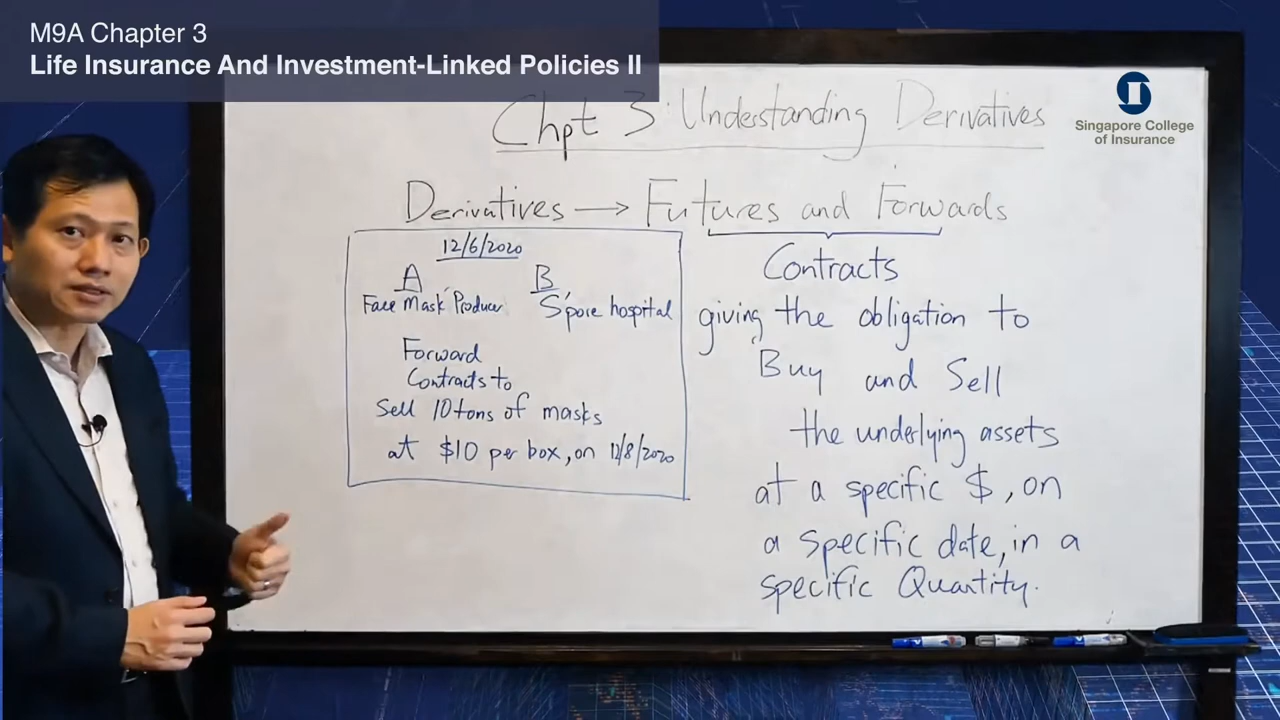 M9A Chapter 3
Life Insurance And Investment-Linked Policies II
Singapore College
of Insurance
Chpt 3: Understanding Derivatives
Derivatives → Futures and Forwards
12/6/2020
A B
Face Mask Producer S'pore hospital
Forward
Contracts to
Sell 10 tons of masks
at $10 per box, on 12/8/2020
Contracts
giving the obligation to
Buy and Sell
the underlying assets
at a specific $, on
a specific date, in a
specific Quantity.